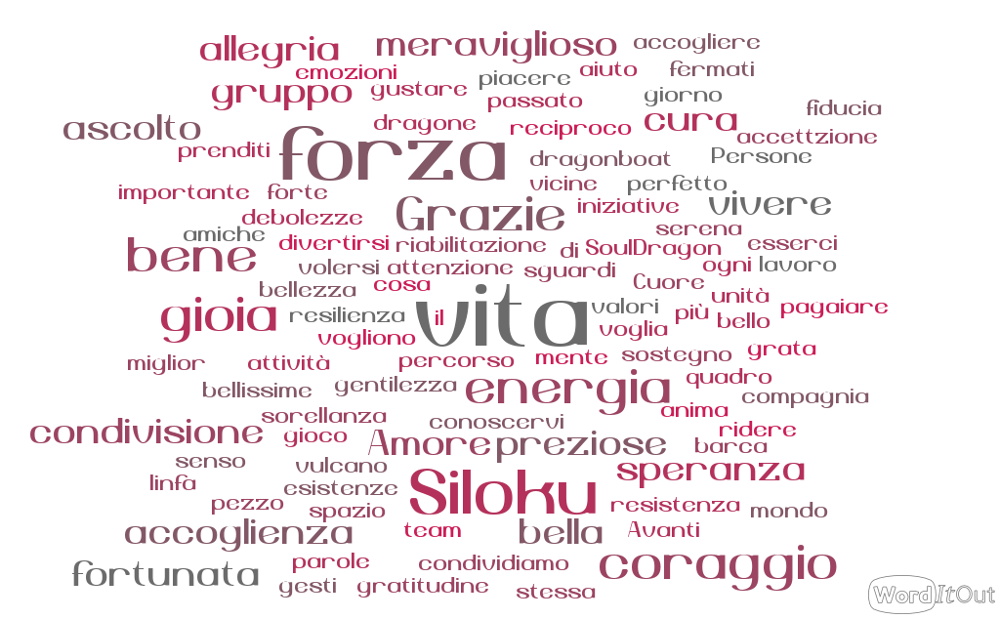 allegria meraviglioso accogliere
emozioni piacere aiuto fermati
gruppo gustare passato giorno
fiducia
ascolto dragone reciproco cura
accettzione
prenditi forza dragonboat Persone
importante forte vicine perfetto
debolezze Grazie iniziative vivere
amiche serena
bene divertirsi riabilitazione di SoulDragon esserci
volersi attenzione sguardi ogni lavoro
bellezza cosa Cuore unità
gioia resilienza il vita valori più pagaiare
vogliono voglia bello
miglior attività percorso mente sostegno grata
bellissime gentilezza energia quadro
compagnia
sorellanza anima
condivisione gioco conoscervi ridere
Amore preziose barca
senso vulcano speranza
linfa esistenze Siloku
pezzo spazio resistenza mondo
accoglienza team bella Avanti
fortunata parole condividiamo coraggio
gesti gratitudine stessa
WordItOut